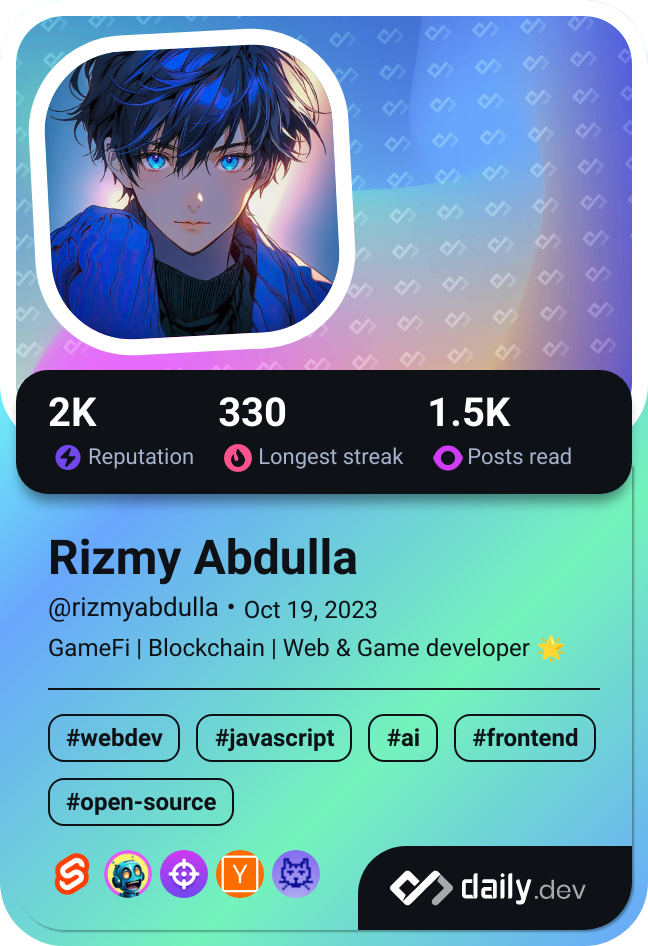 2K 330 1.5K
Reputation Longest streak Posts read
Rizmy Abdulla
@rizmyabdulla • Oct 19, 2023
GameFi | Blockchain | Web & Game developer 🌟
#webdev #javascript #ai #frontend
#open-source
Y
daily.dev